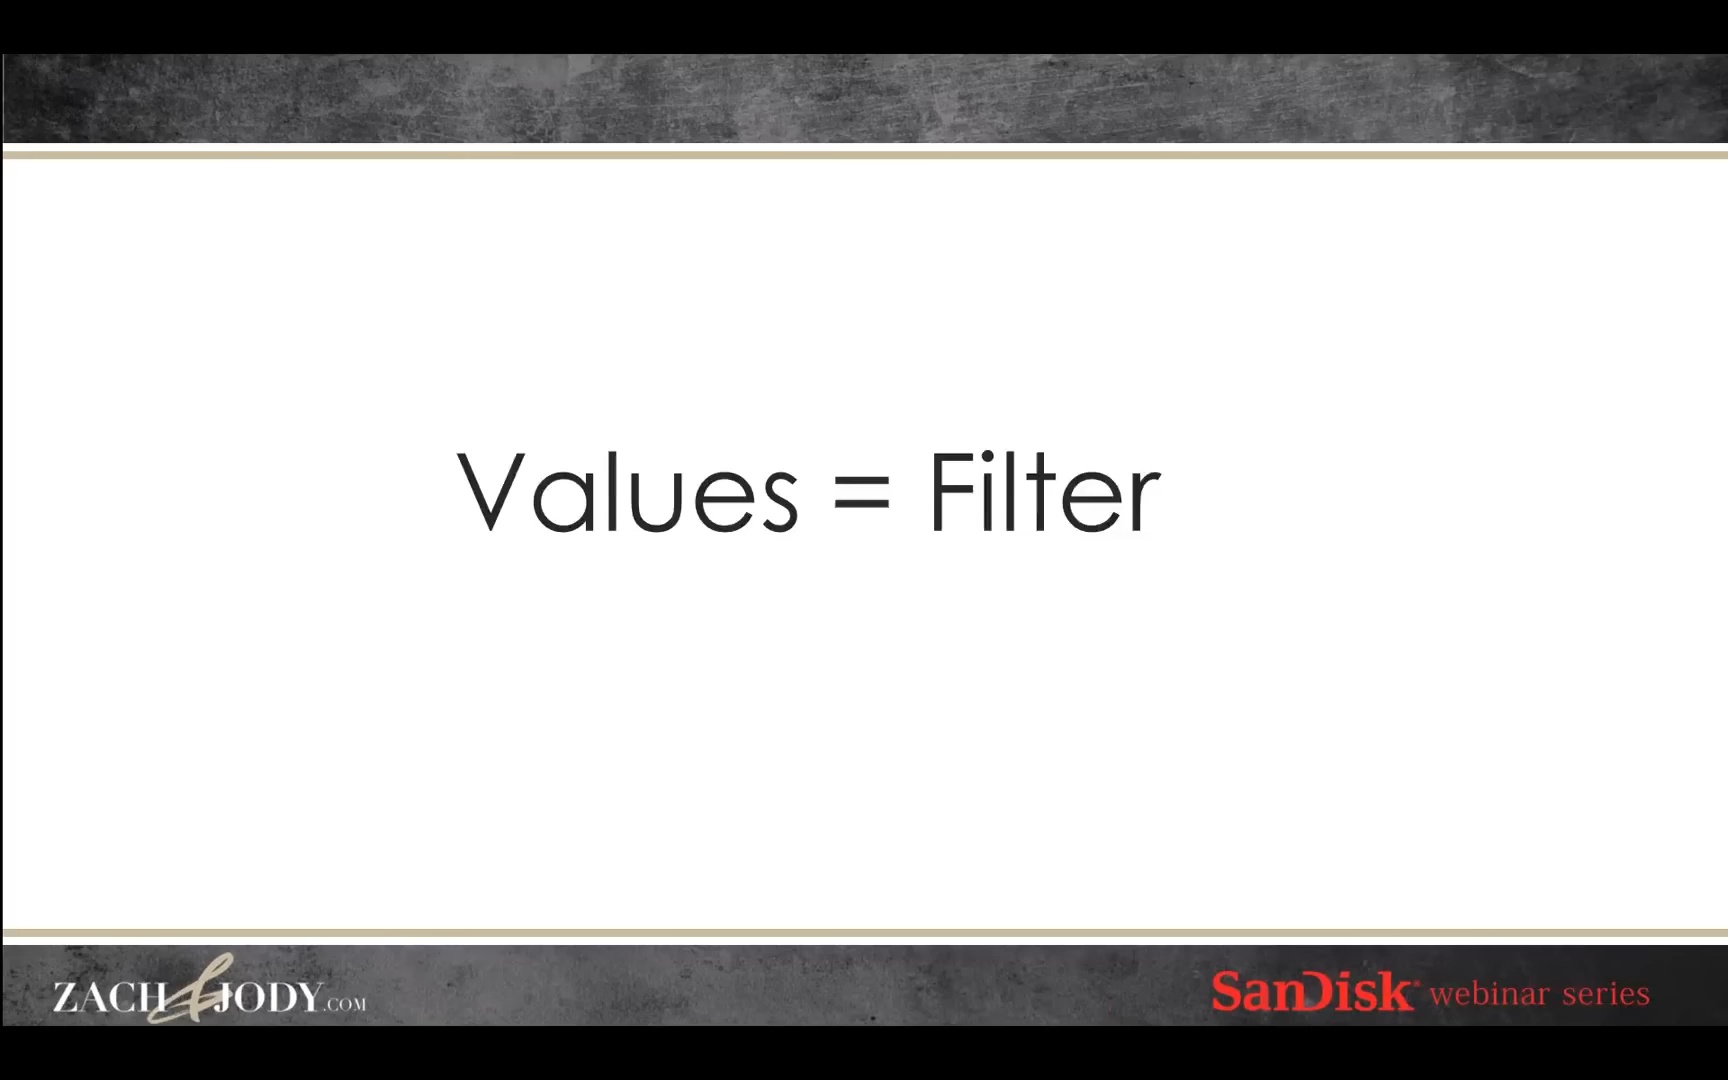 Values = Filter
ZACH & JODY.COM
SanDisk® webinar series